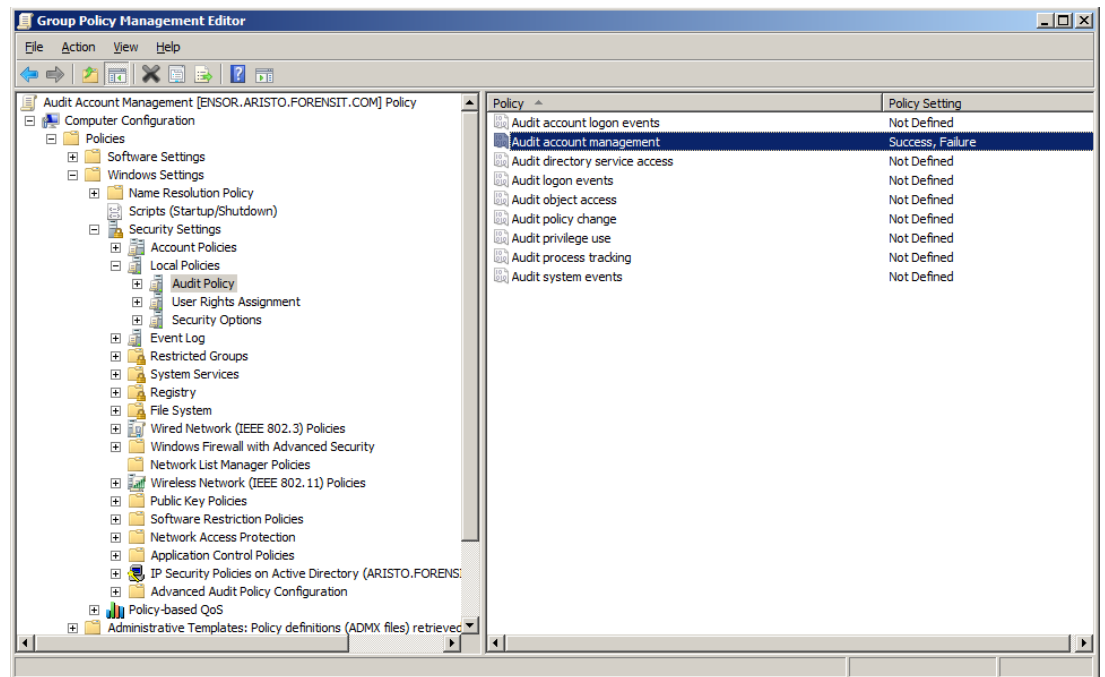 Group Policy Management Editor
File Action View Help
Audit Account Management [ENSOR.ARISTO.FORENSIT.COM] Policy
Computer Configuration
Policies
Software Settings
Windows Settings
Name Resolution Policy
Scripts (Startup/Shutdown)
Security Settings
Account Policies
Local Policies
Audit Policy
User Rights Assignment
Security Options
Event Log
Restricted Groups
System Services
Registry
File System
Wired Network (IEEE 802.3) Policies
Windows Firewall with Advanced Security
Network List Manager Policies
Wireless Network (IEEE 802.11) Policies
Public Key Policies
Software Restriction Policies
Network Access Protection
Application Control Policies
IP Security Policies on Active Directory (ARISTO.FORENS
Advanced Audit Policy Configuration
Policy-based QoS
Administrative Templates: Policy definitions (ADMX files) retrieved
Policy Policy Setting
Audit account logon events Not Defined
Audit account management Success, Failure
Audit directory service access Not Defined
Audit logon events Not Defined
Audit object access Not Defined
Audit policy change Not Defined
Audit privilege use Not Defined
Audit process tracking Not Defined
Audit system events Not Defined